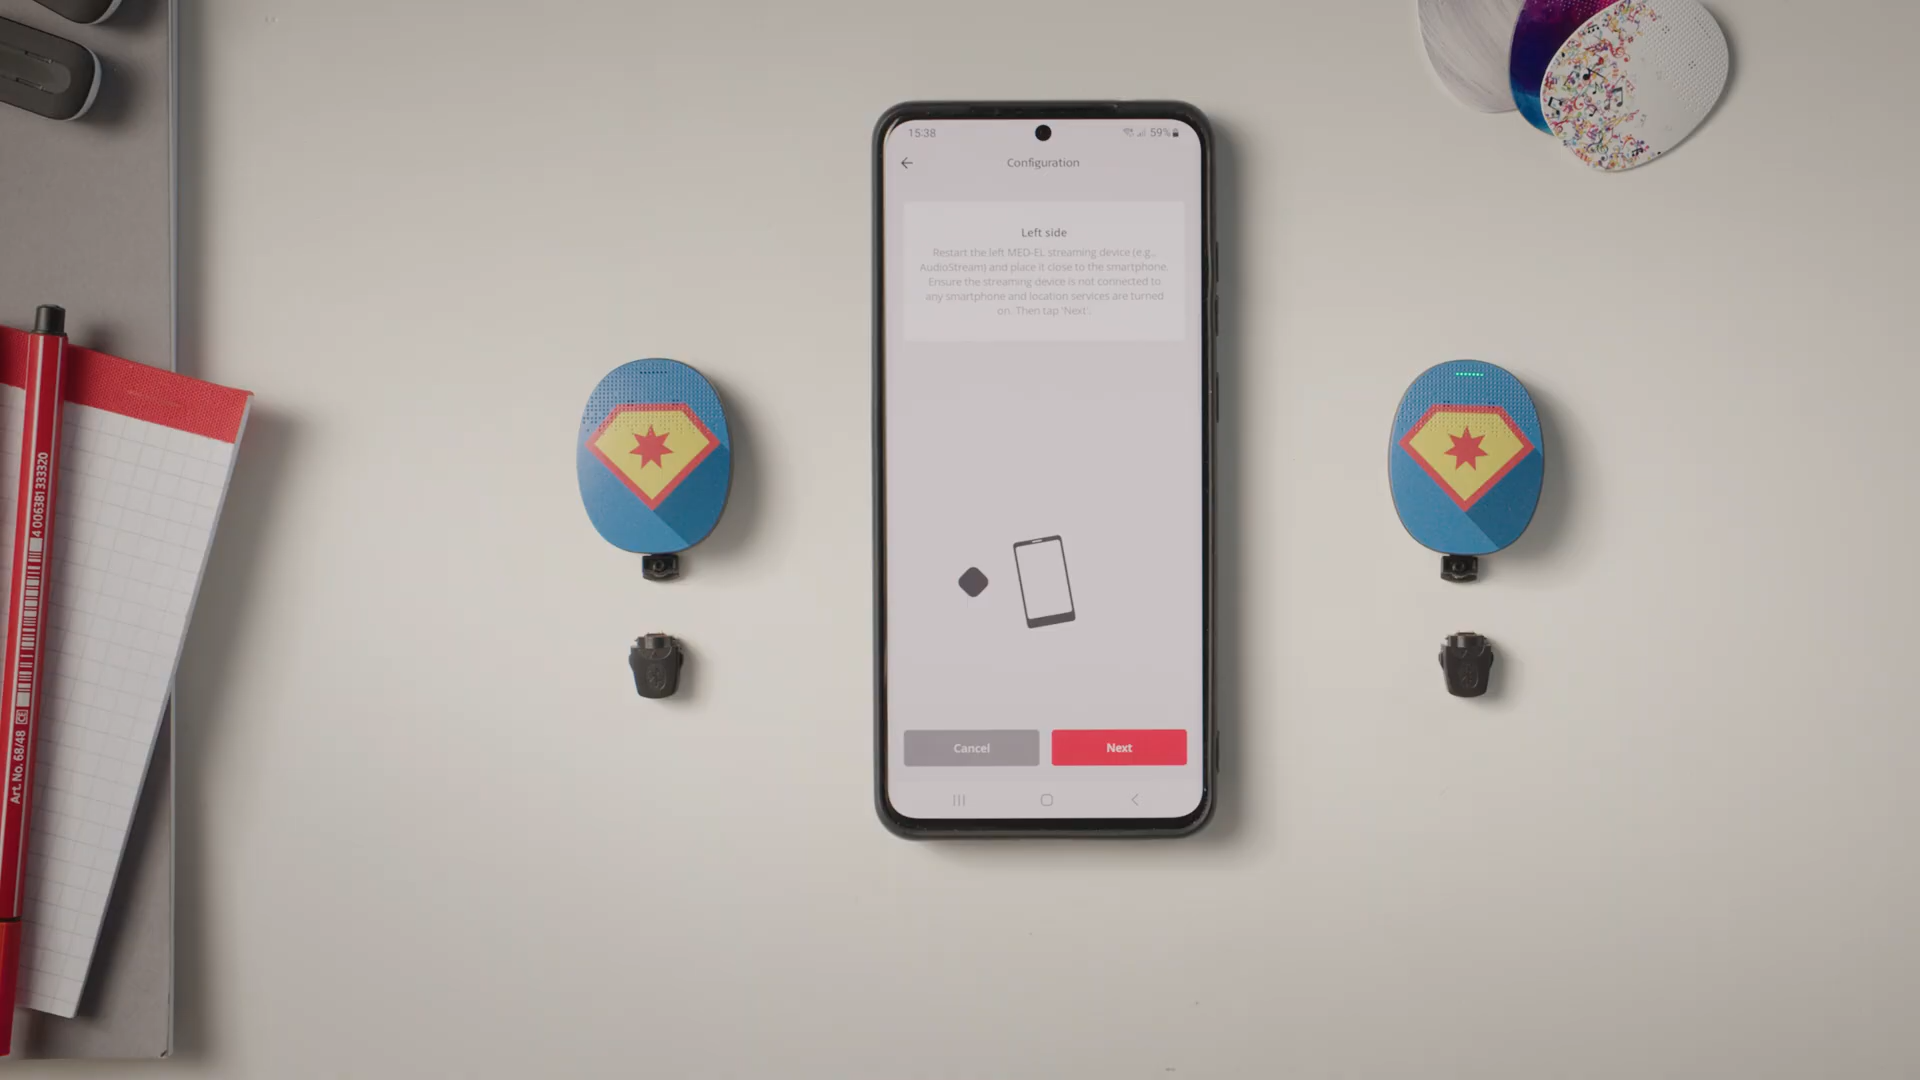 15:38
59%
Configuration
Left side
Restart the left MED-EL streaming device (e.g.,
AudioStream) and place it close to the smartphone.
Ensure the streaming device is not connected to
any smartphone and location services are turned
on. Then tap 'Next'.
Cancel
Next
Art. No. 68/48 CE 4 006381 333320